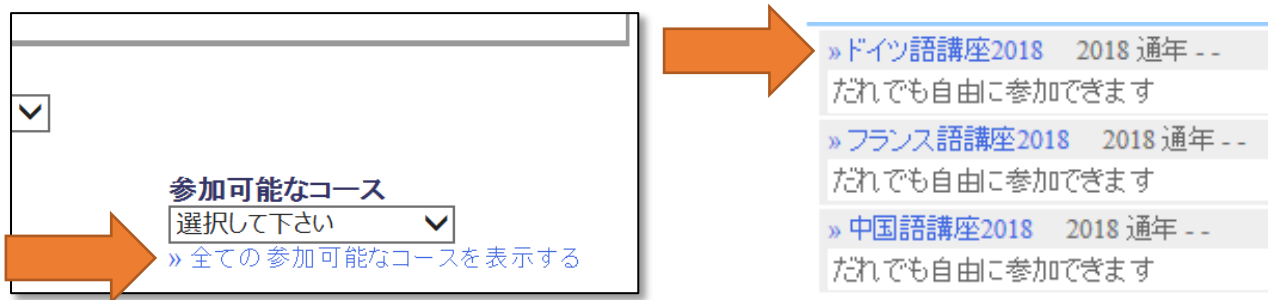 参加可能なコース
選択して下さい
» 全ての参加可能なコースを表示する
» ドイツ語講座2018 2018 通年 - -
だれでも自由に参加できます
» フランス語講座2018 2018 通年 - -
だれでも自由に参加できます
» 中国語講座2018 2018 通年 - -
だれでも自由に参加できます